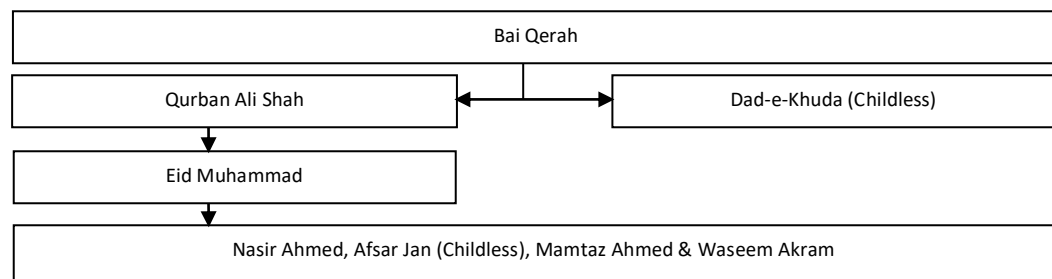 Bai Qerah
Qurban Ali Shah
Dad-e-Khuda (Childless)
Eid Muhammad
Nasir Ahmed, Afsar Jan (Childless), Mamtaz Ahmed & Waseem Akram